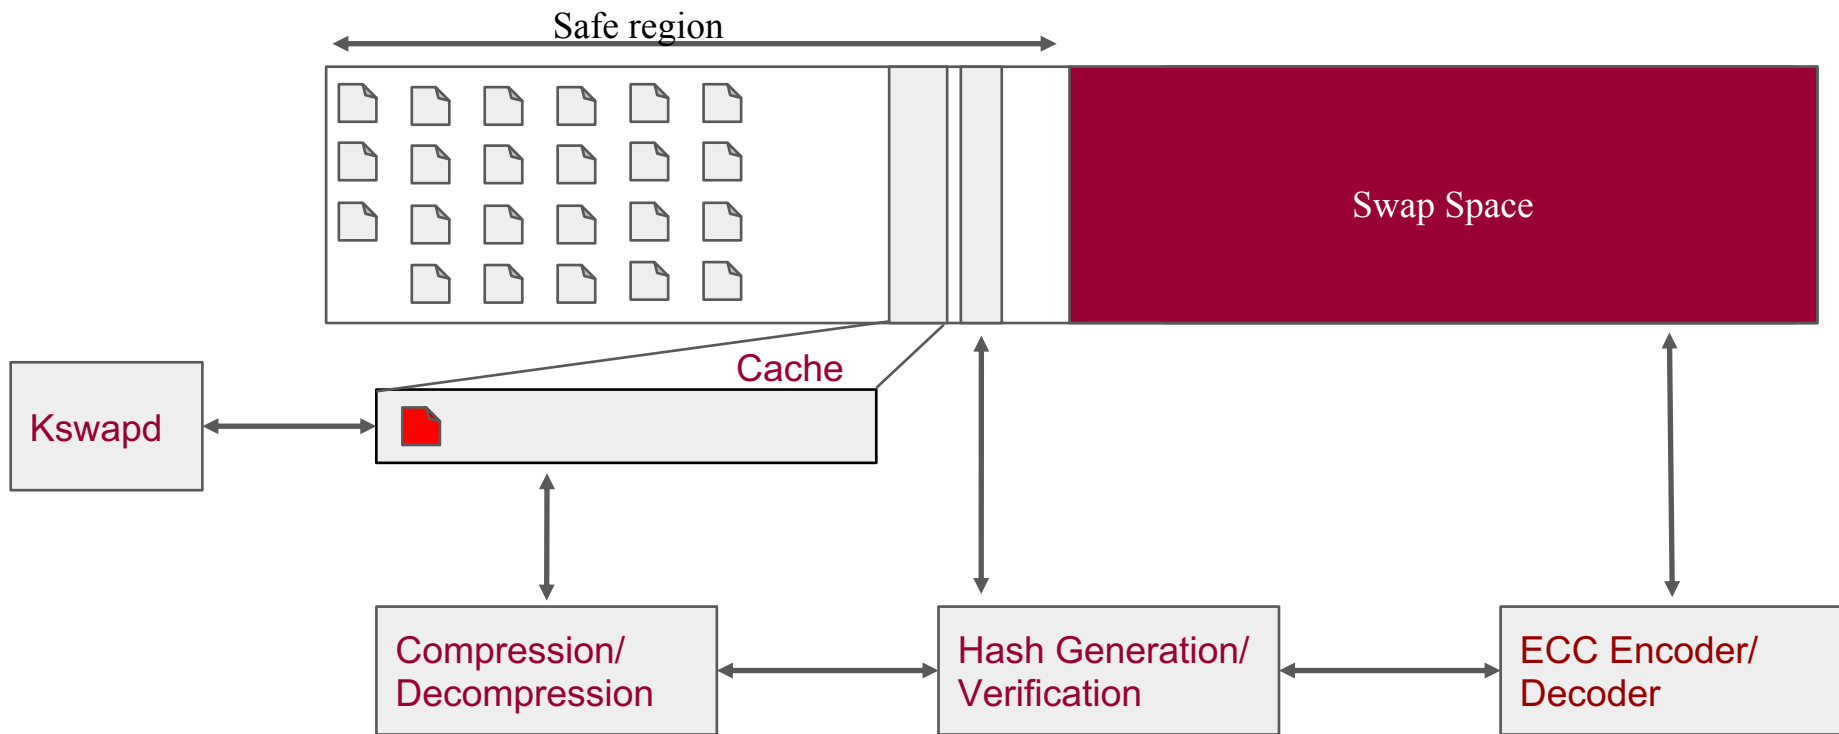 Safe region
Swap Space
Cache
Kswapd
Compression/
Decompression
Hash Generation/
Verification
ECC Encoder/
Decoder